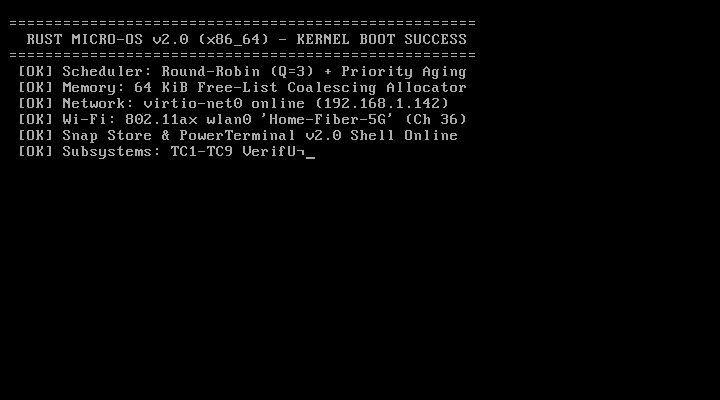 =====================================================
RUST MICRO-OS v2.0 (x86_64) - KERNEL BOOT SUCCESS
=====================================================
[OK] Scheduler: Round-Robin (Q=3) + Priority Aging
[OK] Memory: 64 KiB Free-List Coalescing Allocator
[OK] Network: virtio-net0 online (192.168.1.142)
[OK] Wi-Fi: 802.11ax wlan0 'Home-Fiber-5G' (Ch 36)
[OK] Snap Store & PowerTerminal v2.0 Shell Online
[OK] Subsystems: TC1-TC9 VerifU¬_